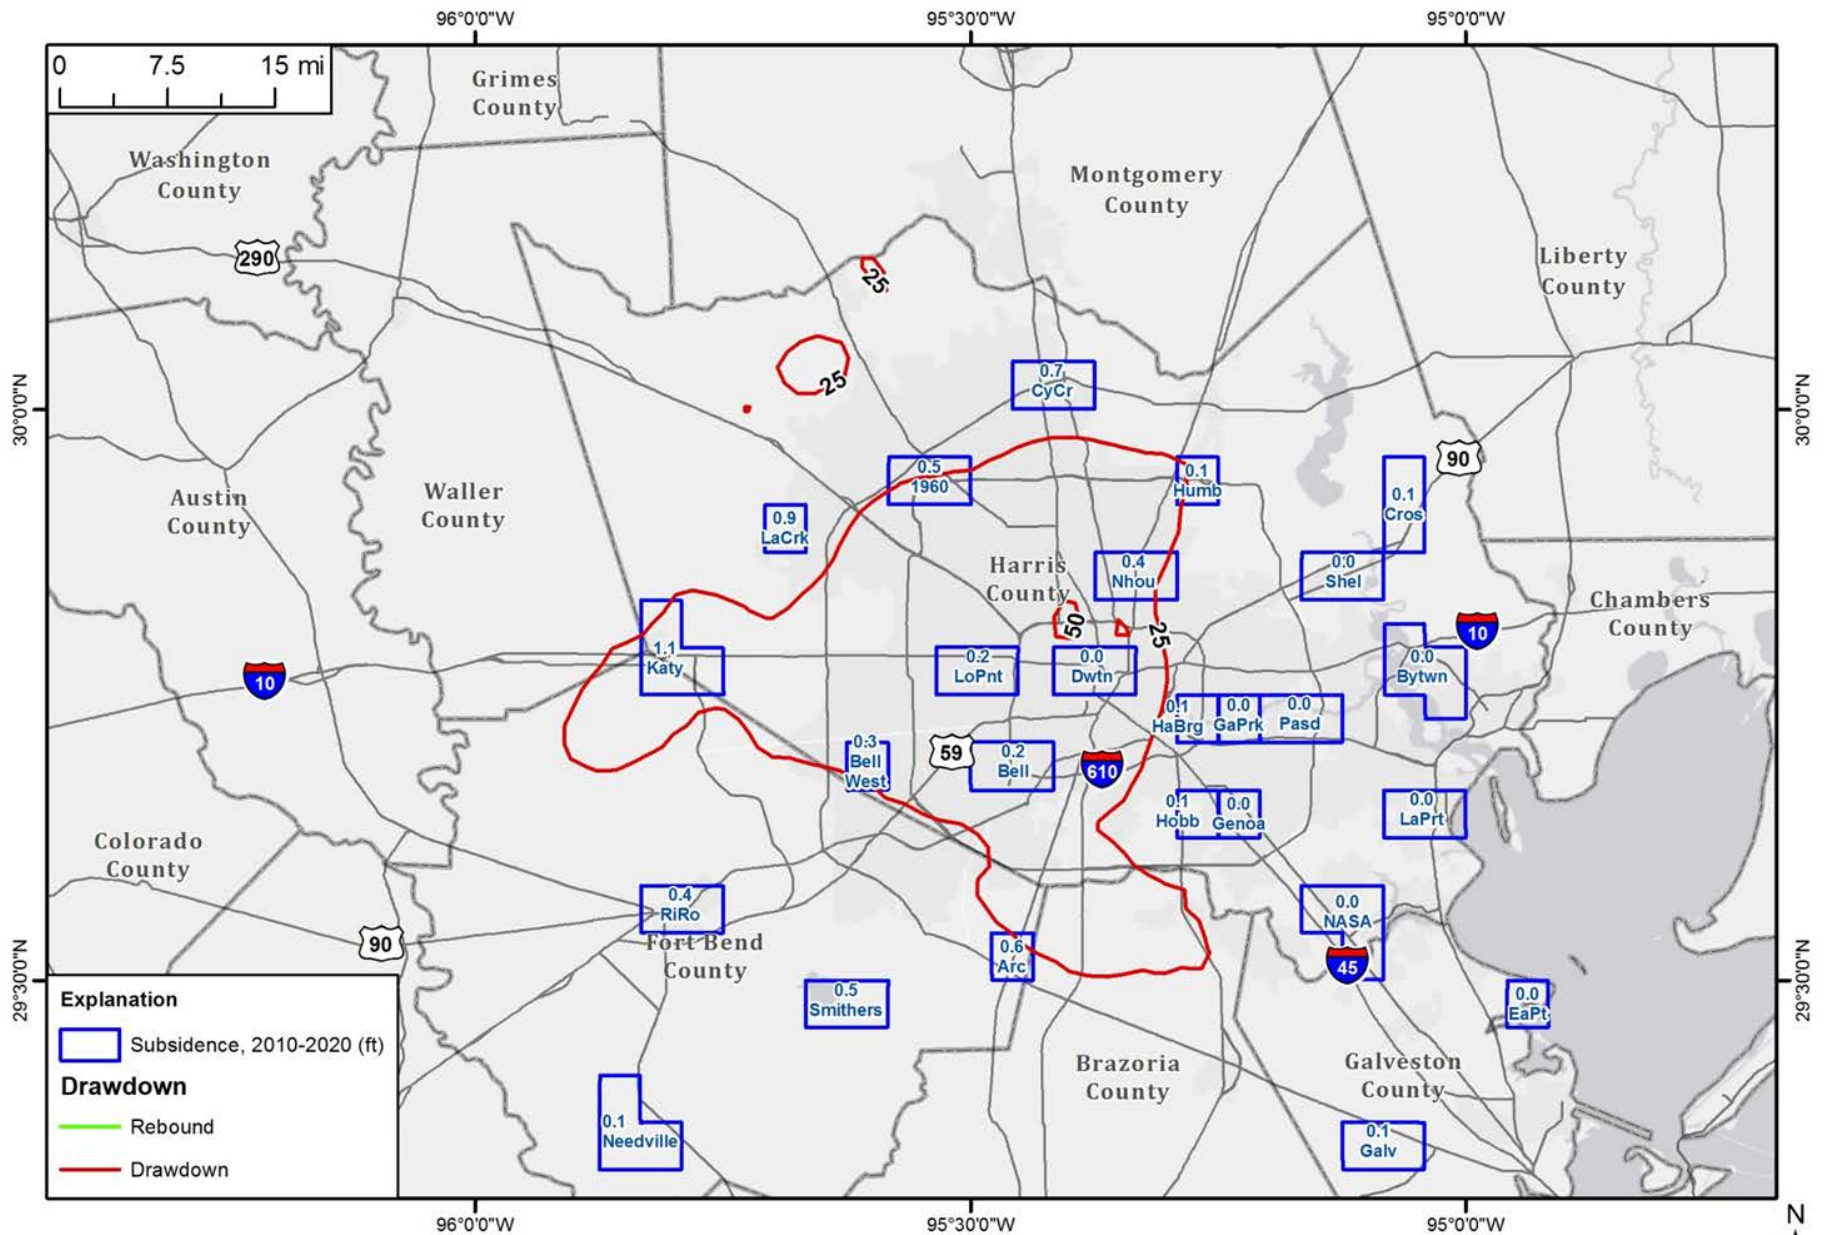 96°0'0"W
95°30'0"W
95°0'0"W
0
7.5
15 mi
Grimes
County
Washington
County
Montgomery
County
290
Liberty
County
25
25
30°0'0"N
30°0'0"N
0.7
CyCr
90
0.5
1960
0.1
Humb
Austin
County
Waller
County
0.9
LaCrk
0.1
Cros
Harris
County
0.4
Nhou
0.0
Shel
Chambers
County
50
25
10
1.1
Katy
0.2
LoPnt
0.0
Dwtn
0.0
Bytwn
10
0.1
HaBrg
0.0
GaPrk
0.0
Pasd
0.3
Bell
West
59
0.2
Bell
610
0.1
Hobb
0.0
Genoa
0.0
LaPrt
Colorado
County
0.4
RiRo
0.0
NASA
90
Fort Bend
County
0.6
Arc
45
29°30'0"N
29°30'0"N
0.5
Smithers
0.0
EaPt
Explanation
Subsidence, 2010-2020 (ft)
Drawdown
Rebound
Drawdown
Brazoria
County
Galveston
County
0.1
Needville
0.1
Galv
96°0'0"W
95°30'0"W
95°0'0"W
N